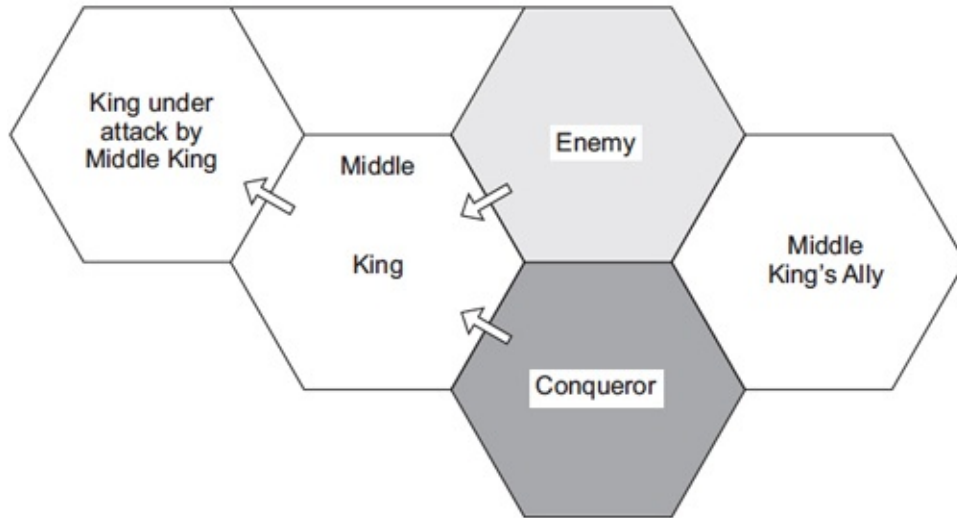 King under
attack by
Middle King
Middle
King
Enemy
Conqueror
Middle
King's Ally